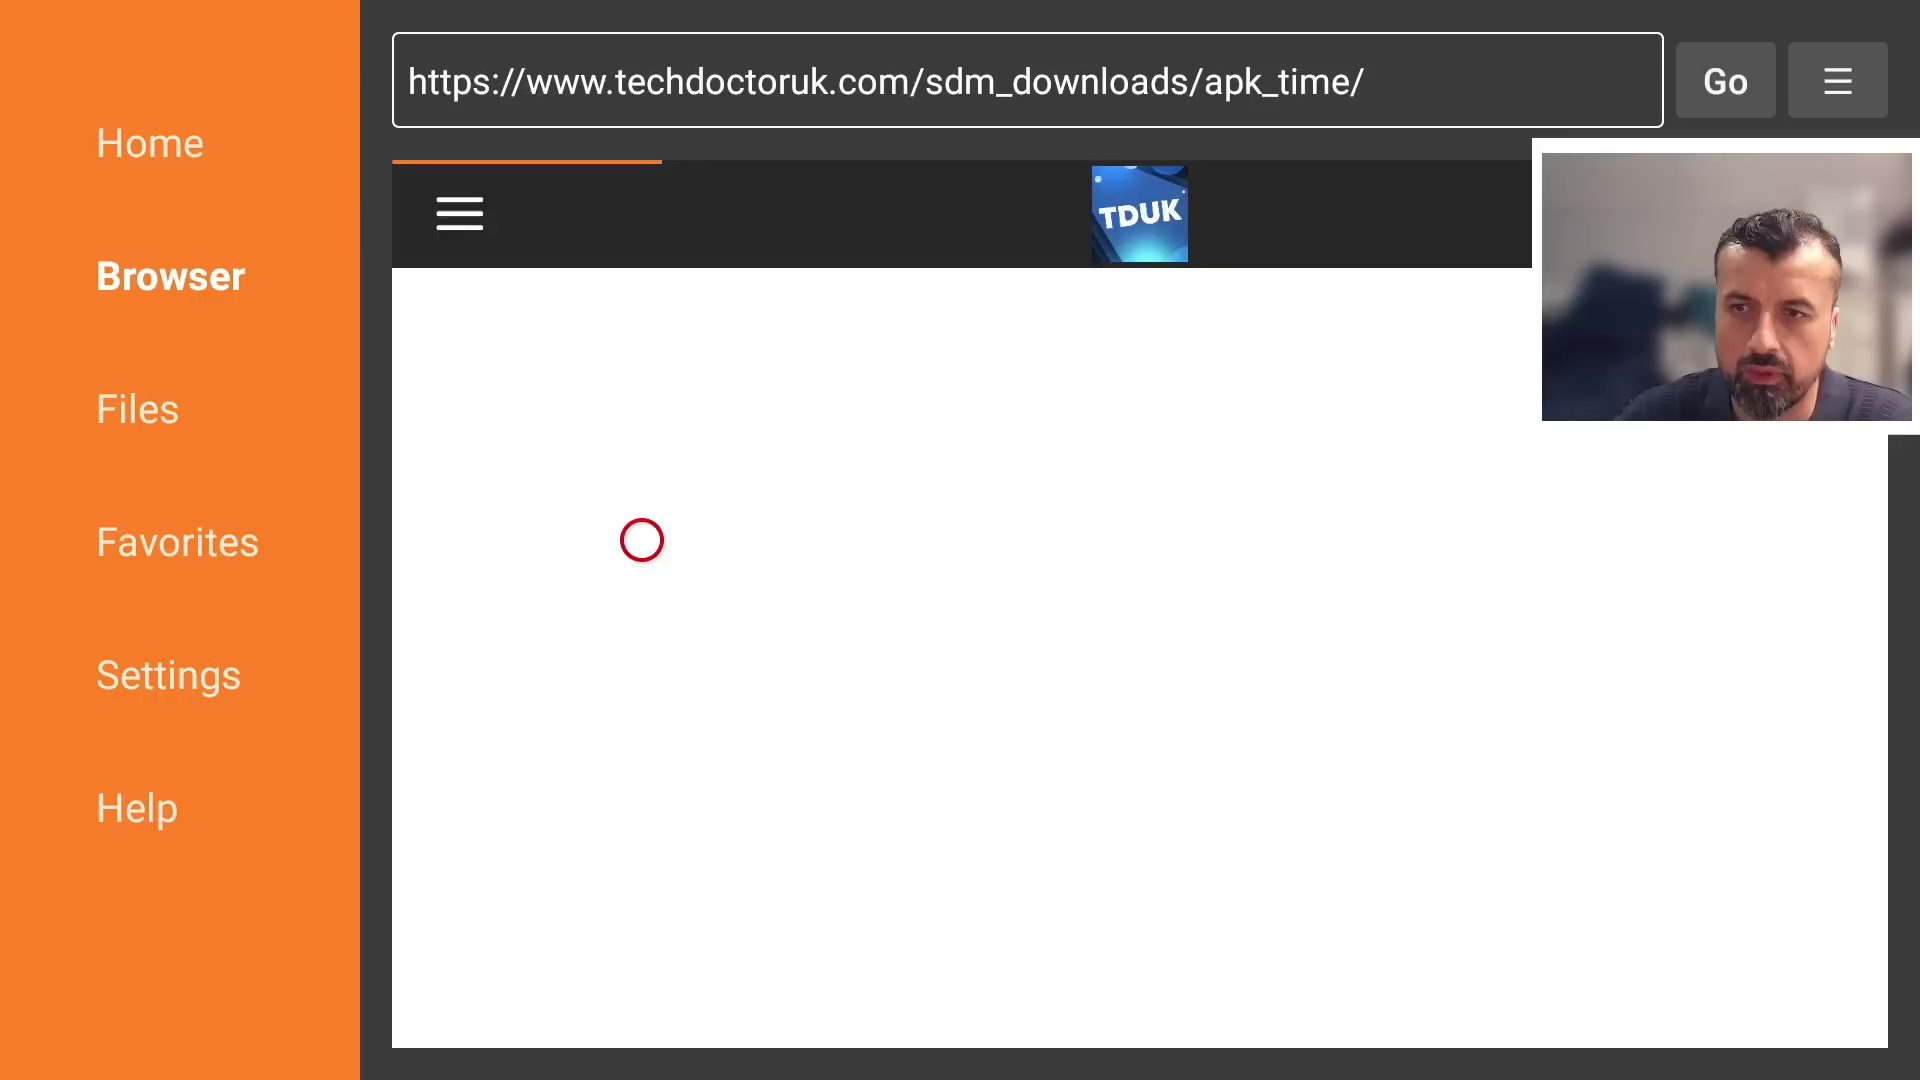 Home
Browser
Files
Favorites
Settings
Help
https://www.techdoctoruk.com/sdm_downloads/apk_time/
Go
TDUK